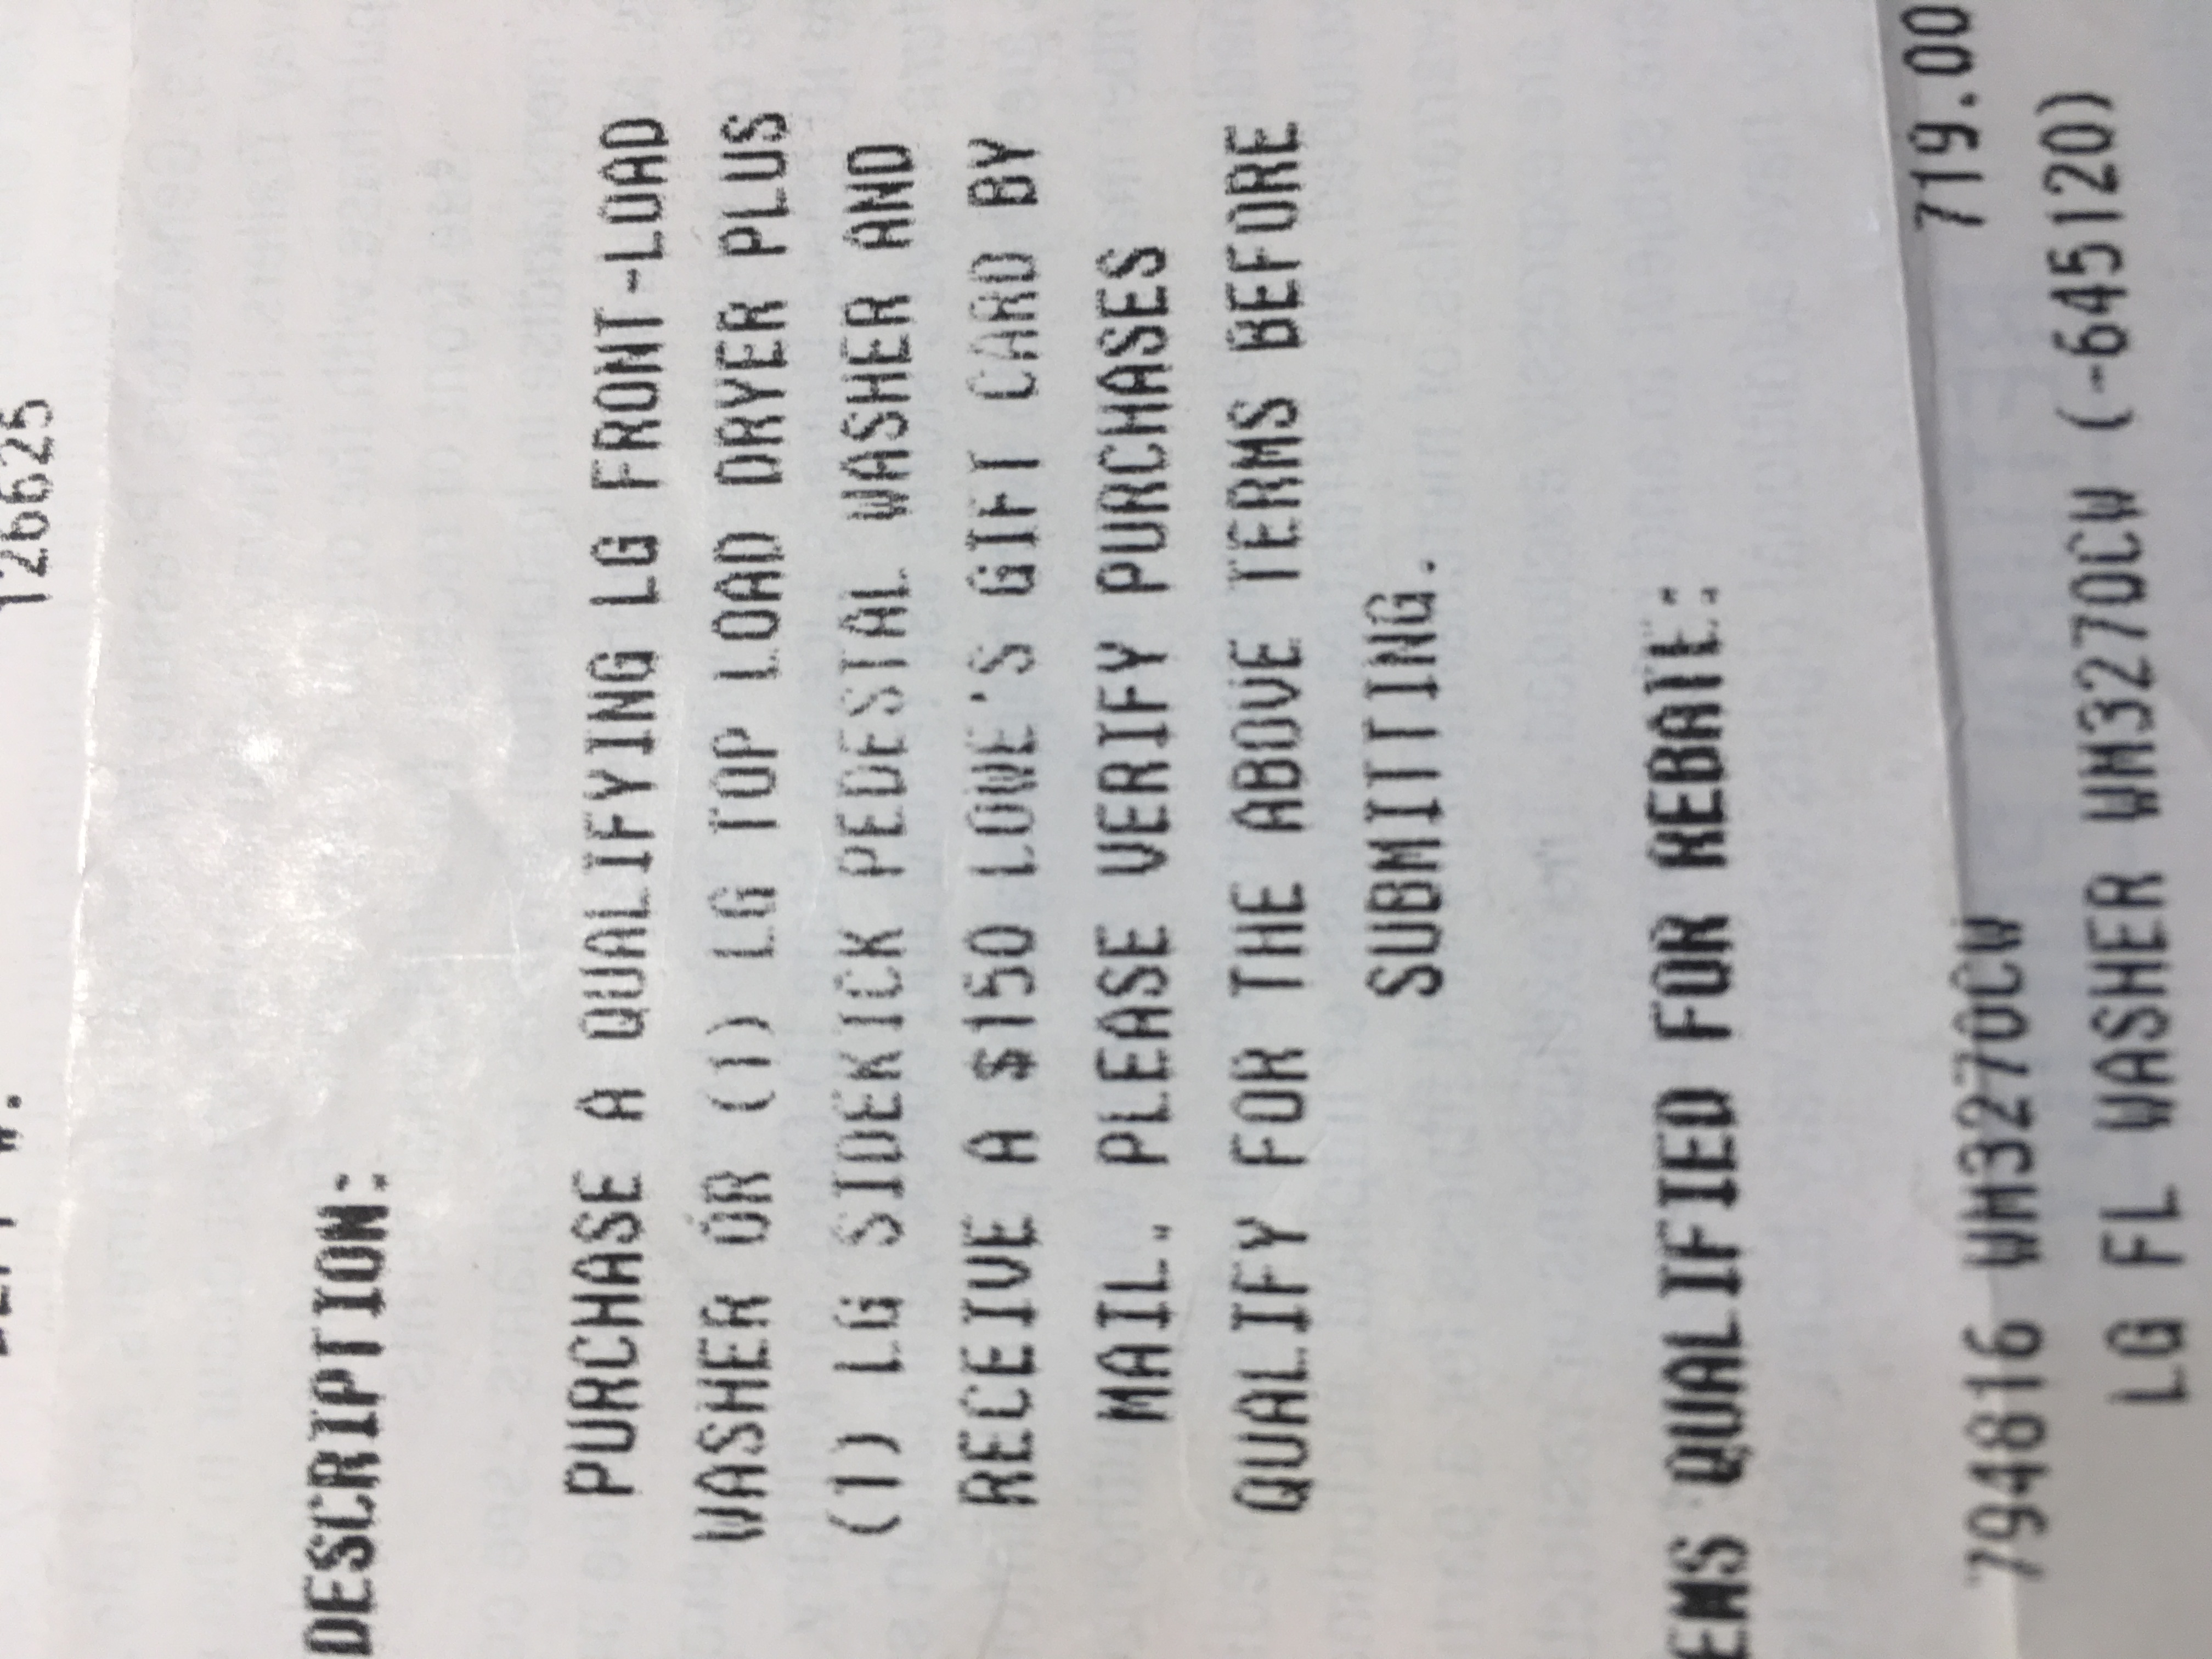 126625
DESCRIPTION:
PURCHASE A QUALIFYING LG FRONT-LOAD
WASHER OR (1) LG TOP LOAD DRYER PLUS
(1) LG SIDEKICK PEDESTAL WASHER AND
RECEIVE A $150 LOWE'S GIFT CARD BY
MAIL. PLEASE VERIFY PURCHASES
QUALIFY FOR THE ABOVE TERMS BEFORE
SUBMITTING.
EMS QUALIFIED FOR REBATE:
794816 WM3270CW 719.00
LG FL WASHER WM3270CW (-645120)